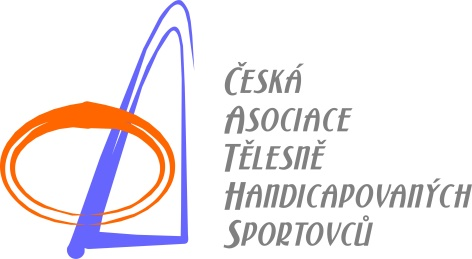 Česká
Asociace
Tělesně
Handicapovaných
Sportovců